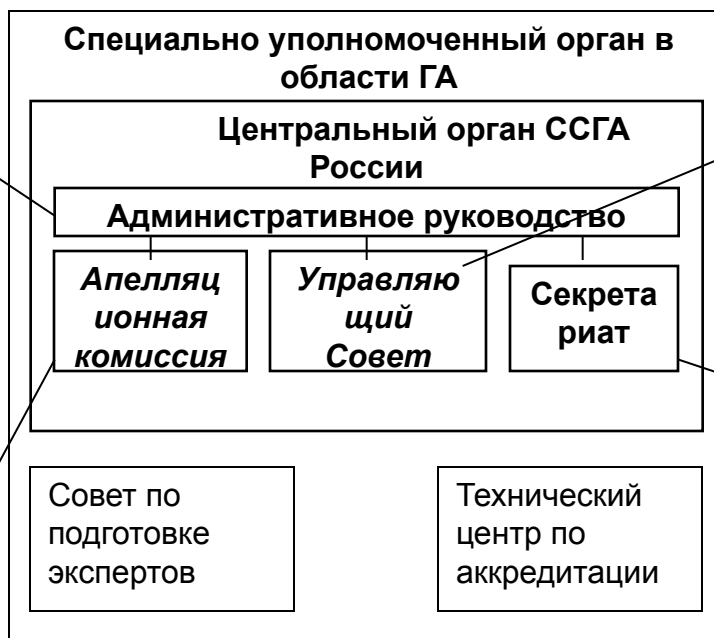 Специально уполномоченный орган в
области ГА
Центральный орган ССГА
России
Административное руководство
Апелляц
ионная
комиссия
Управляю
щий
Совет
Секрета
риат
Совет по
подготовке
экспертов
Технический
центр по
аккредитации